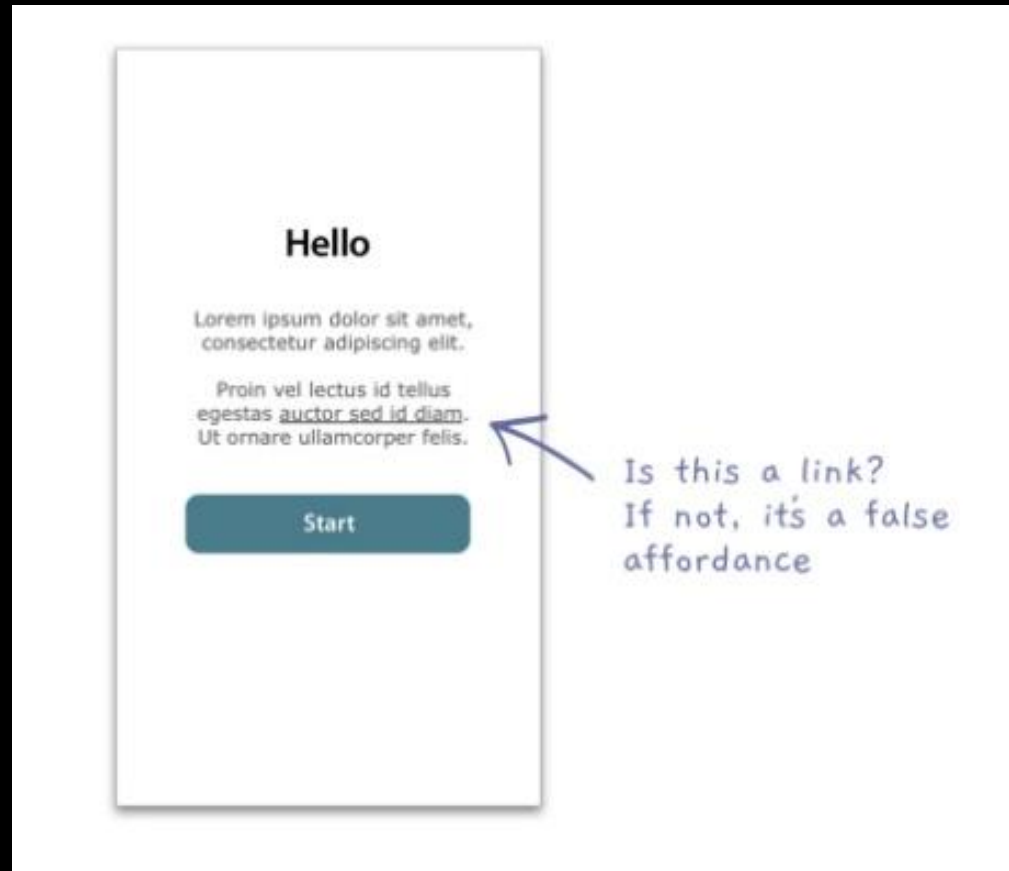 Hello
Lorem ipsum dolor sit amet,
consectetur adipiscing elit.
Proin vel lectus id tellus
egestas auctor sed id diam.
Ut ornare ullamcorper felis.
Start
Is this a link?
If not, it's a false
affordance